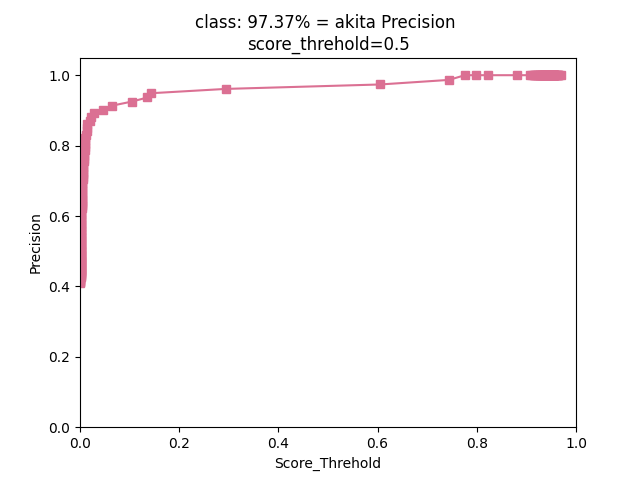 class: 97.37% = akita Precision
score_threhold=0.5
1.0
0.8
0.6
0.4
0.2
0.0
Precision
0.0 0.2 0.4 0.6 0.8 1.0
Score_Threhold